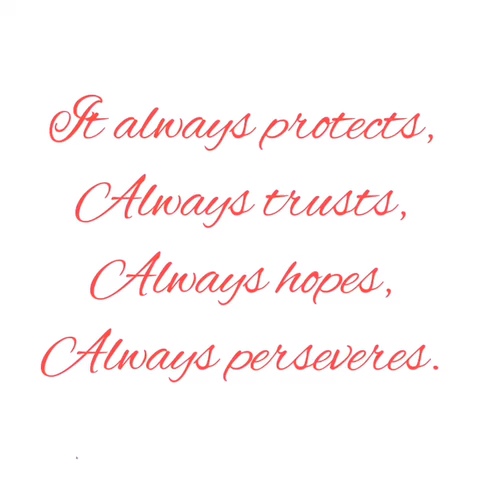 It always protects,
Always trusts,
Always hopes,
Always perseveres.